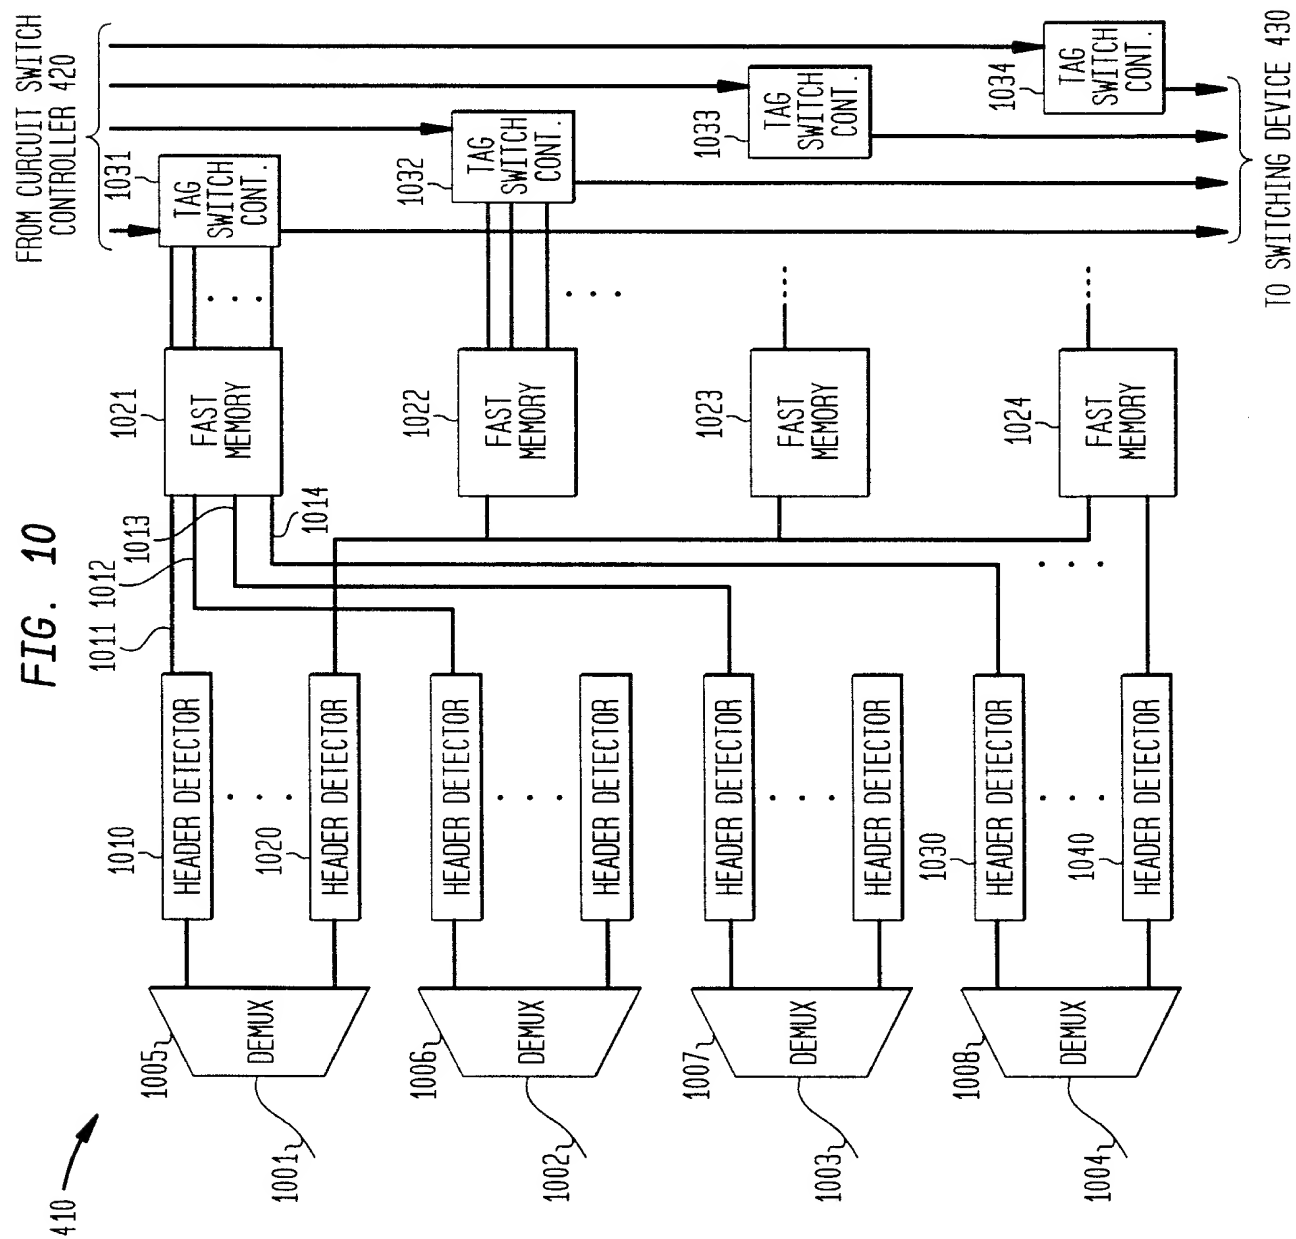 FIG. 10
410
FROM CURCUIT SWITCH
CONTROLLER 420
1001
1005
DEMUX
1010
HEADER DETECTOR
1020
HEADER DETECTOR
1011
1012
1013
1014
1021
FAST
MEMORY
1031
TAG
SWITCH
CONT.
1002
1006
DEMUX
HEADER DETECTOR
HEADER DETECTOR
1022
FAST
MEMORY
1032
TAG
SWITCH
CONT.
1003
1007
DEMUX
HEADER DETECTOR
HEADER DETECTOR
1023
FAST
MEMORY
1033
TAG
SWITCH
CONT.
1004
1008
DEMUX
1030
HEADER DETECTOR
1040
HEADER DETECTOR
1024
FAST
MEMORY
1034
TAG
SWITCH
CONT.
TO SWITCHING DEVICE 430